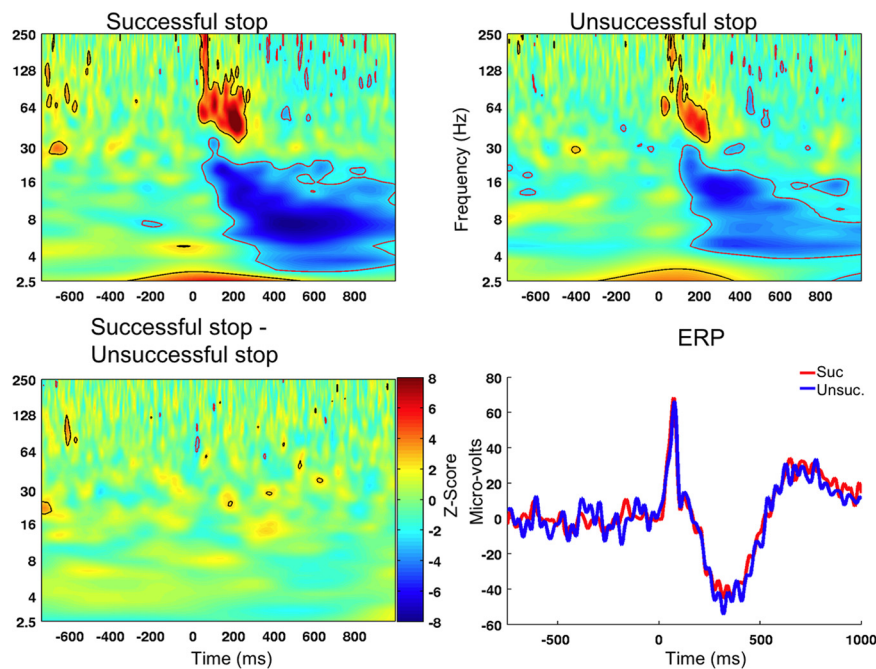 Successful stop
Unsuccessful stop
250
128
64
30
16
8
4
2.5
-600 -400 -200 0 200 400 600 800
Frequency (Hz)
250
128
64
30
16
8
4
2.5
-600 -400 -200 0 200 400 600 800
Successful stop -
Unsuccessful stop
250
128
64
30
16
8
4
2.5
-600 -400 -200 0 200 400 600 800
Time (ms)
8
6
4
2
0
-2
-4
-6
-8
Z-Score
ERP
Suc
Unsuc.
Micro-volts
80
60
40
20
0
-20
-40
-60
-500 0 500 1000
Time (ms)